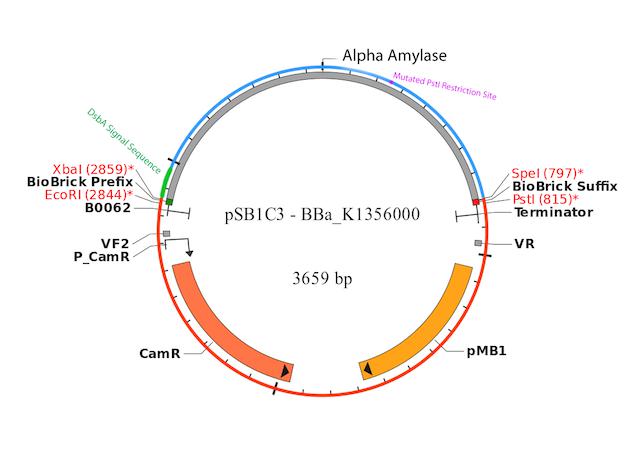 Alpha Amylase
Mutated PstI Restriction Site
DsbA Signal Sequence
XbaI (2859)*
BioBrick Prefix
EcoRI (2844)*
B0062
SpeI (797)*
BioBrick Suffix
PstI (815)*
Terminator
pSB1C3 - BBa_K1356000
VF2
P_CamR
VR
3659 bp
CamR
pMB1